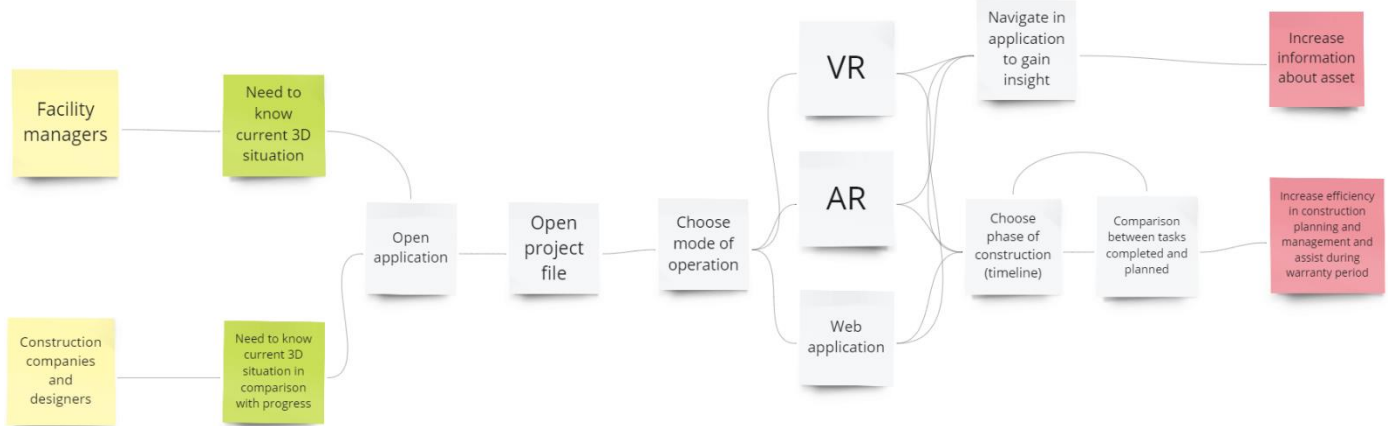 Facility
managers
Need to
know
current 3D
situation
Construction
companies
and
designers
Need to know
current 3D
situation in
comparison
with progress
Open
application
Open
project
file
Choose
mode of
operation
VR
AR
Web
application
Navigate in
application
to gain
insight
Increase
information
about asset
Choose
phase of
construction
(timeline)
Comparison
between tasks
completed and
planned
Increase efficiency
in construction
planning and
management and
assist during
warranty period